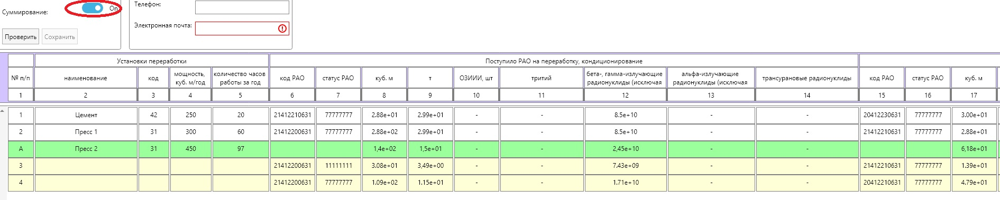 Суммирование: On
Проверить Сохранить
Телефон:
Электронная почта:
Установки переработки Поступило РАО на переработку, кондиционирование
№ п/п наименование код мощность, куб. м/год количество часов работы за год код РАО статус РАО куб. м т ОЗИИИ, шт тритий бета-, гамма-излучающие радионуклиды (исключая альфа-излучающие радионуклиды (исключая трансурановые радионуклиды код РАО статус РАО куб. м
1 2 3 4 5 6 7 8 9 10 11 12 13 14 15 16 17
1 Цемент 42 250 20 21412210631 77777777 2.88e+01 2.99e+01 - - 8.5e+10 - - 20412230631 77777777 3.00e+01
2 Пресс 1 31 300 60 21412200631 77777777 2.88e+02 2.99e+01 - - 8.5e+10 - - 21412210631 77777777 2.88e+01
А Пресс 2 31 450 97 1,4e+02 1,5e+01 - - 2,45e+10 - - 6,18e+01
3 21412200631 11111111 3.08e+01 3,49e+00 - - 7.43e+09 - - 21412210631 77777777 1.39e+01
4 21412200631 77777777 1.09e+02 1.15e+01 - - 1.71e+10 - - 20412210631 77777777 4.79e+01